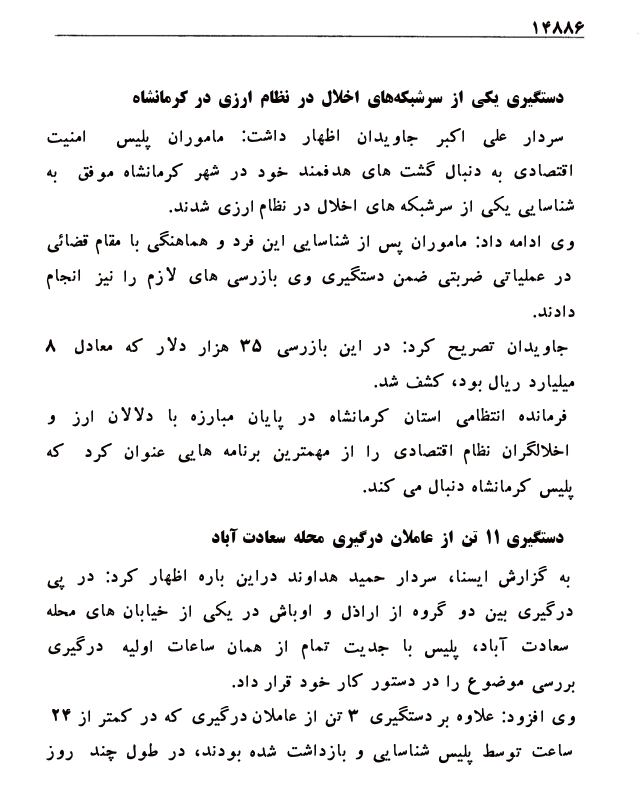 ۱۴۸۸۶
دستگیری یکی از سرشبکه‌های اخلال در نظام ارزی در کرمانشاه
سردار علی اکبر جاویدان اظهار داشت: ماموران پلیس امنیت
اقتصادی به دنبال گشت های هدفمند خود در شهر کرمانشاه موفق به
شناسایی یکی از سرشبکه های اخلال در نظام ارزی شدند.
وی ادامه داد: ماموران پس از شناسایی این فرد و هماهنگی با مقام قضائی
در عملیاتی ضربتی ضمن دستگیری وی بازرسی های لازم را نیز انجام
دادند.
جاویدان تصریح کرد: در این بازرسی ۳۵ هزار دلار که معادل ۸
میلیارد ریال بود، کشف شد.
فرمانده انتظامی استان کرمانشاه در پایان مبارزه با دلالان ارز و
اخلالگران نظام اقتصادی را از مهمترین برنامه هایی عنوان کرد که
پلیس کرمانشاه دنبال می کند.
دستگیری ۱۱ تن از عاملان درگیری محله سعادت آباد
به گزارش ایسنا، سردار حمید هداوند دراین باره اظهار کرد: در پی
درگیری بین دو گروه از اراذل و اوباش در یکی از خیابان های محله
سعادت آباد، پلیس با جدیت تمام از همان ساعات اولیه درگیری
بررسی موضوع را در دستور کار خود قرار داد.
وی افزود: علاوه بر دستگیری ۳ تن از عاملان درگیری که در کمتر از ۲۴
ساعت توسط پلیس شناسایی و بازداشت شده بودند، در طول چند روز